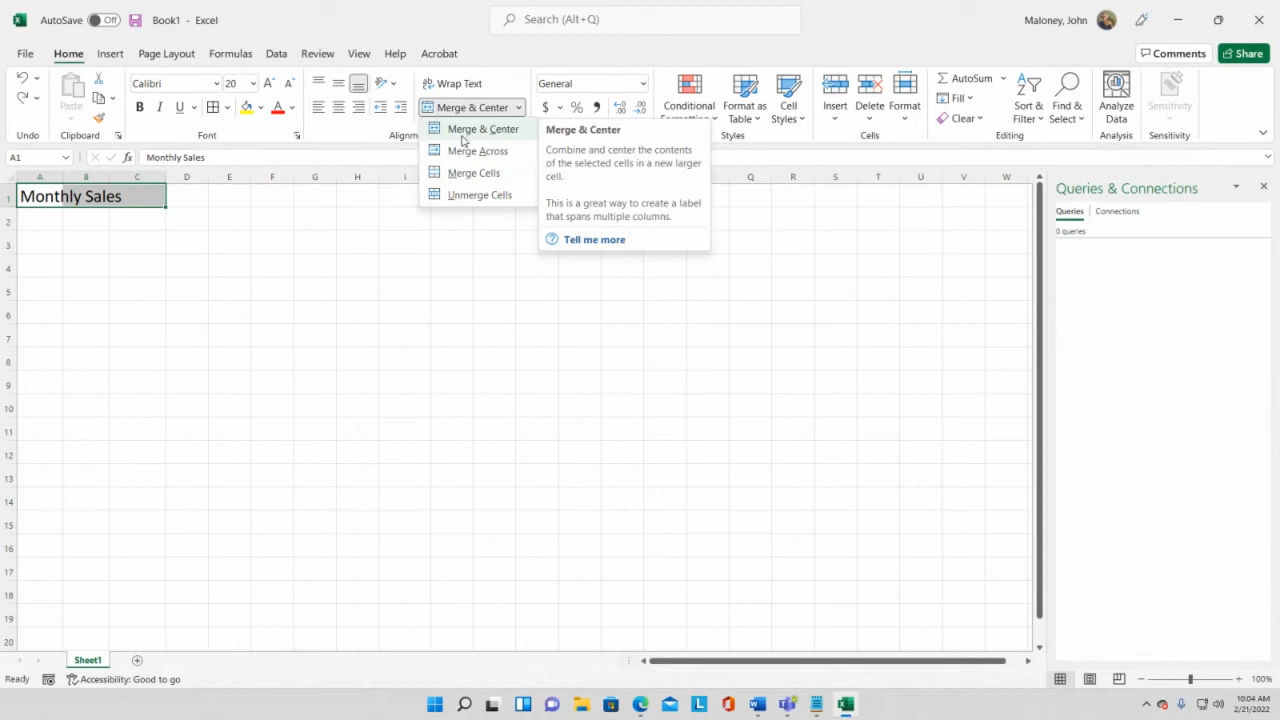 AutoSave Off Book1 - Excel Search (Alt+Q) Maloney, John
File Home Insert Page Layout Formulas Data Review View Help Acrobat Comments Share
Undo
Paste
Clipboard
Calibri 20
B I U A A A
Font
Wrap Text
Merge & Center
General
$ % ,
Conditional Formatting
Format as Table
Cell Styles
Styles
Insert Delete Format
Cells
AutoSum
Fill
Clear
Sort & Filter
Find & Select
Editing
Analyze Data
Analysis
Sensitivity
Sensitivity
Merge & Center
Merge Across
Merge Cells
Unmerge Cells
Merge & Center
Combine and center the contents
of the selected cells in a new larger
cell.
This is a great way to create a label
that spans multiple columns.
Tell me more
A1 fx Monthly Sales
A B C D E F G H I Q R S T U V W
1 Monthly Sales
2
3
4
5
6
7
8
9
10
11
12
13
14
15
16
17
18
19
20
Queries & Connections
Queries Connections
0 queries
Sheet1
Ready Accessibility: Good to go 100%
10:04 AM
2/21/2022